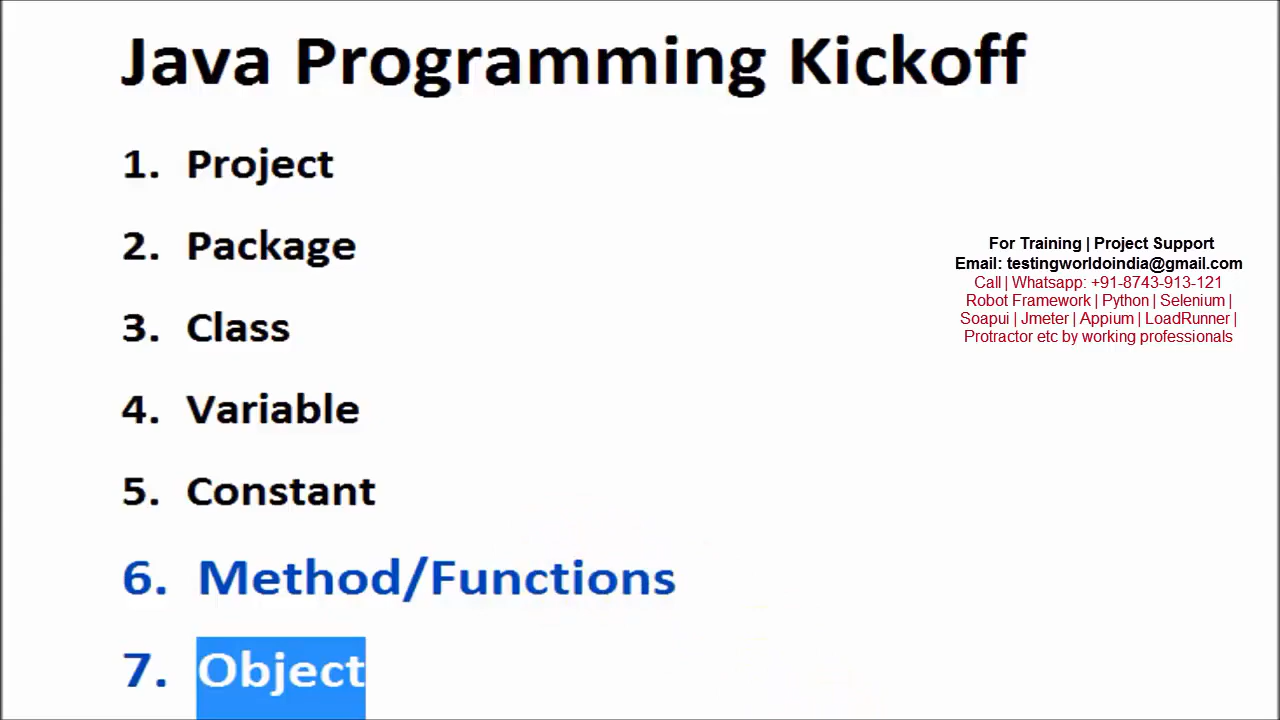 Java Programming Kickoff
1. Project
2. Package
3. Class
4. Variable
5. Constant
6. Method/Functions
7. Object
For Training | Project Support
Email: testingworldoindia@gmail.com
Call | Whatsapp: +91-8743-913-121
Robot Framework | Python | Selenium |
Soapui | Jmeter | Appium | LoadRunner |
Protractor etc by working professionals